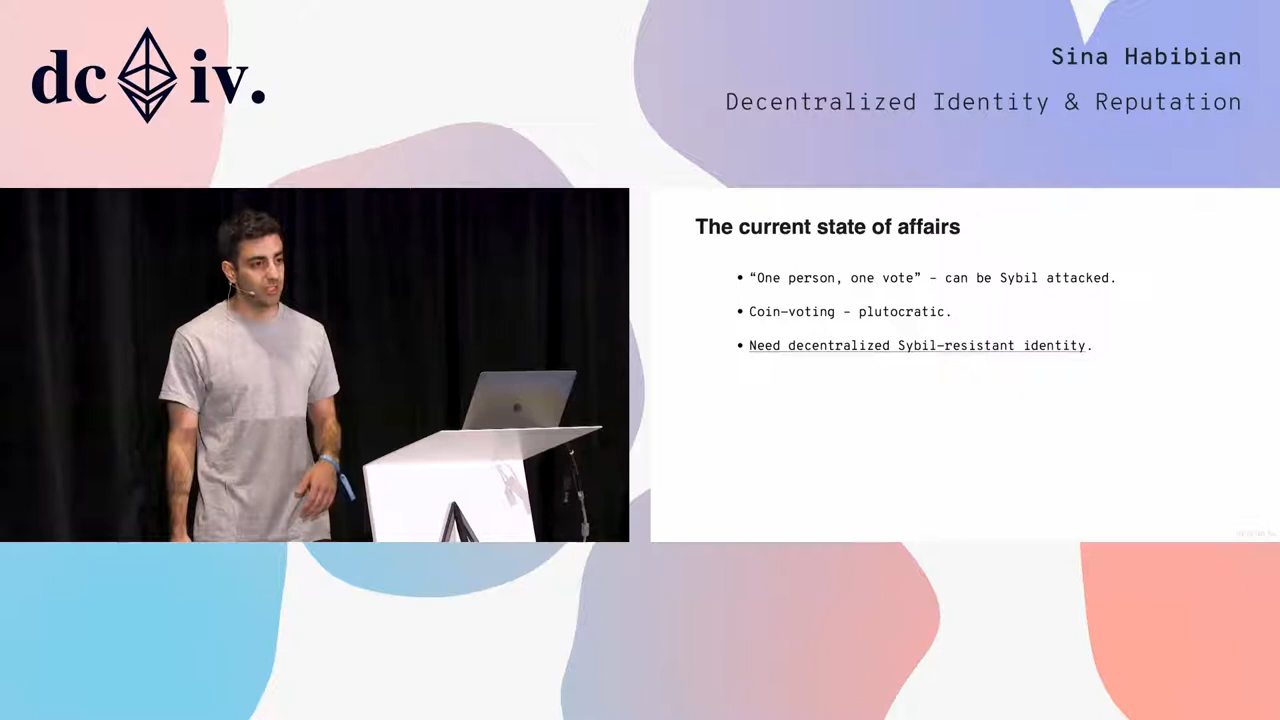 dc iv.
Sina Habibian
Decentralized Identity & Reputation
The current state of affairs
• “One person, one vote” – can be Sybil attacked.
• Coin-voting – plutocratic.
• Need decentralized Sybil-resistant identity.